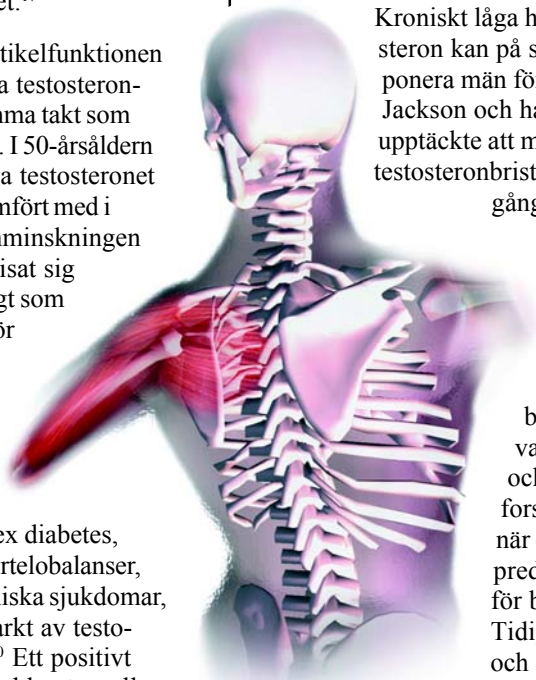 et.
tikelfunktionen
a testosteron-
ma takt som
. I 50-årsåldern
a testosteronet
mfört med i
minskningen
isat sig
gt som
ör
ex diabetes,
rtelobalanser,
iska sjukdomar,
arkt av testo-
Ett positivt
Kroniskt låga h
steron kan på s
ponera män för
Jackson och ha
upptäckte att m
testosteronbrist
gång
b
va
och
fors
när
pred
för b
Tidi
och